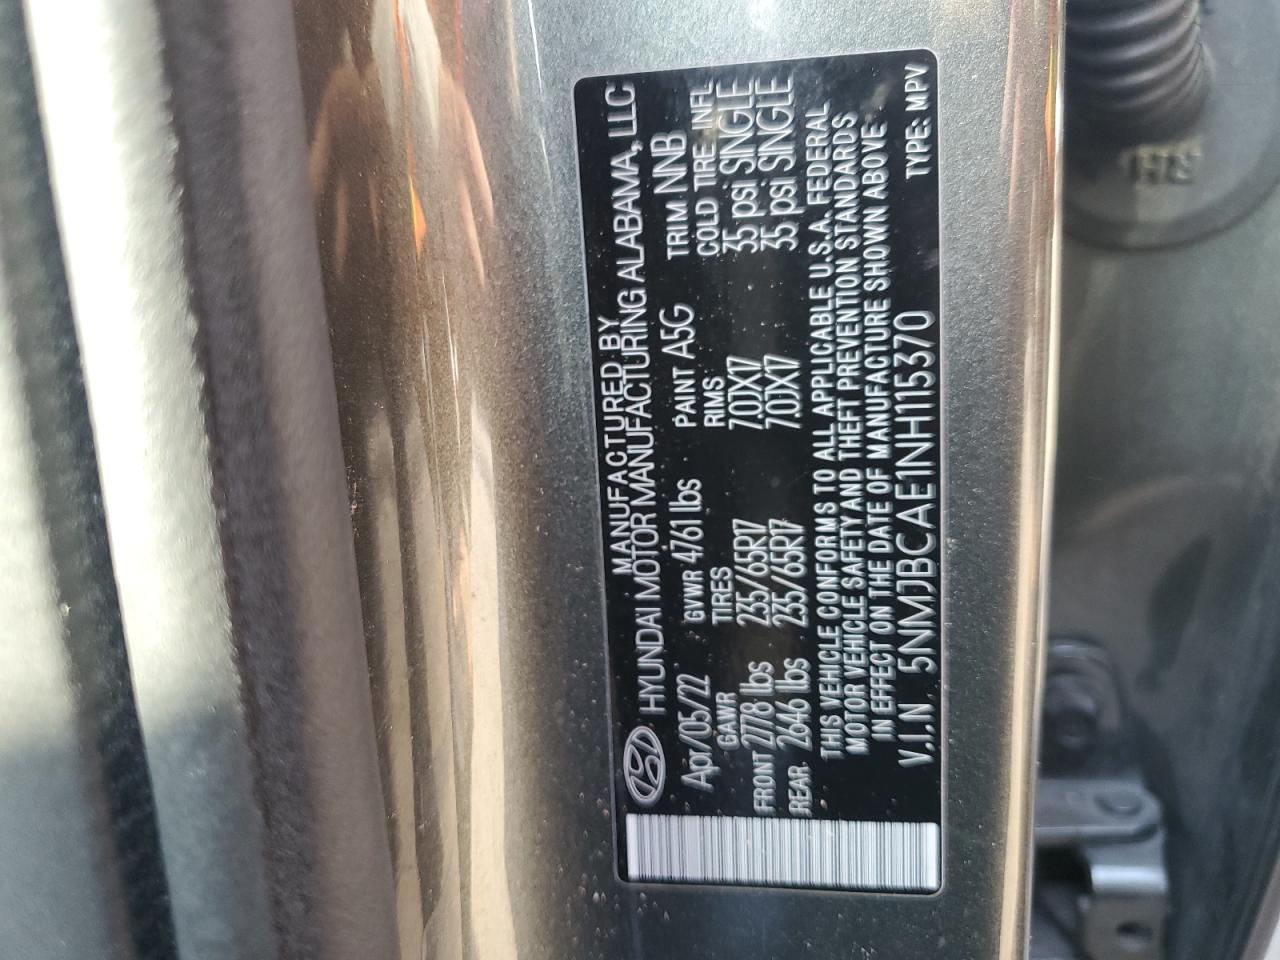 MANUFACTURED BY
HYUNDAI MOTOR MANUFACTURING ALABAMA, LLC
Apr/05/22 GVWR 4761 lbs PAINT A5G TRIM NNB
GAWR TIRES RIMS COLD TIRE INFL
FRONT 2778 lbs 235/65R17 7.0JX17 35 psi SINGLE
REAR 2646 lbs 235/65R17 7.0JX17 35 psi SINGLE
THIS VEHICLE CONFORMS TO ALL APPLICABLE U.S.A. FEDERAL
MOTOR VEHICLE SAFETY AND THEFT PREVENTION STANDARDS
IN EFFECT ON THE DATE OF MANUFACTURE SHOWN ABOVE
V.I.N 5NMJBCAE1NH115370 TYPE: MPV